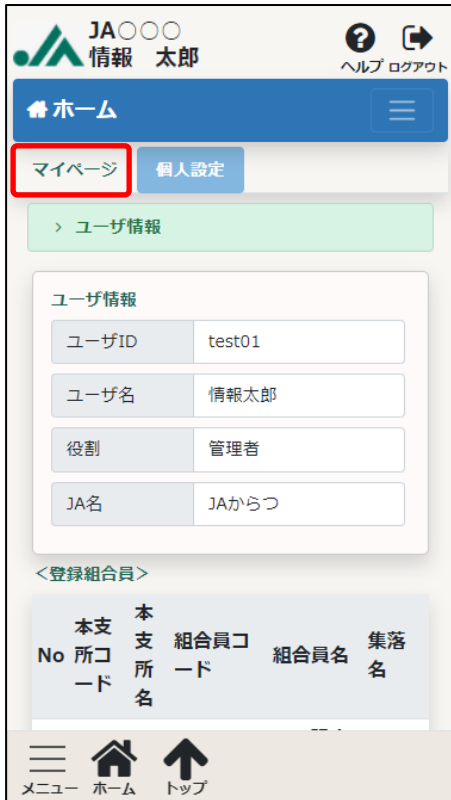 JA○○○
情報　太郎
ヘルプ ログアウト
ホーム
マイページ 個人設定
> ユーザ情報
ユーザ情報
ユーザID test01
ユーザ名 情報太郎
役割 管理者
JA名 JAからつ
<登録組合員>
No 本支所コード 本支所名 組合員コード 組合員名 集落名
メニュー ホーム トップ